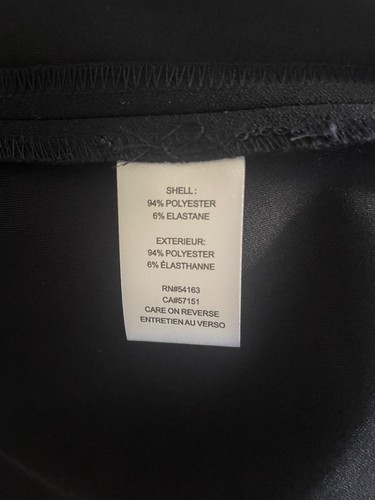 SHELL:
94% POLYESTER
6% ELASTANE
EXTERIEUR:
94% POLYESTER
6% ÉLASTHANNE
RN#54163
CA#57151
CARE ON REVERSE
ENTRETIEN AU VERSO